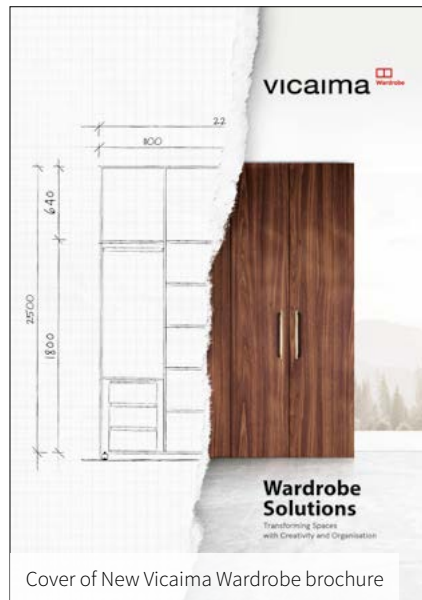 vicaima
Wardrobe
22
1100
640
2500
1800
Wardrobe
Solutions
Transforming Spaces
with Creativity and Organisation
Cover of New Vicaima Wardrobe brochure